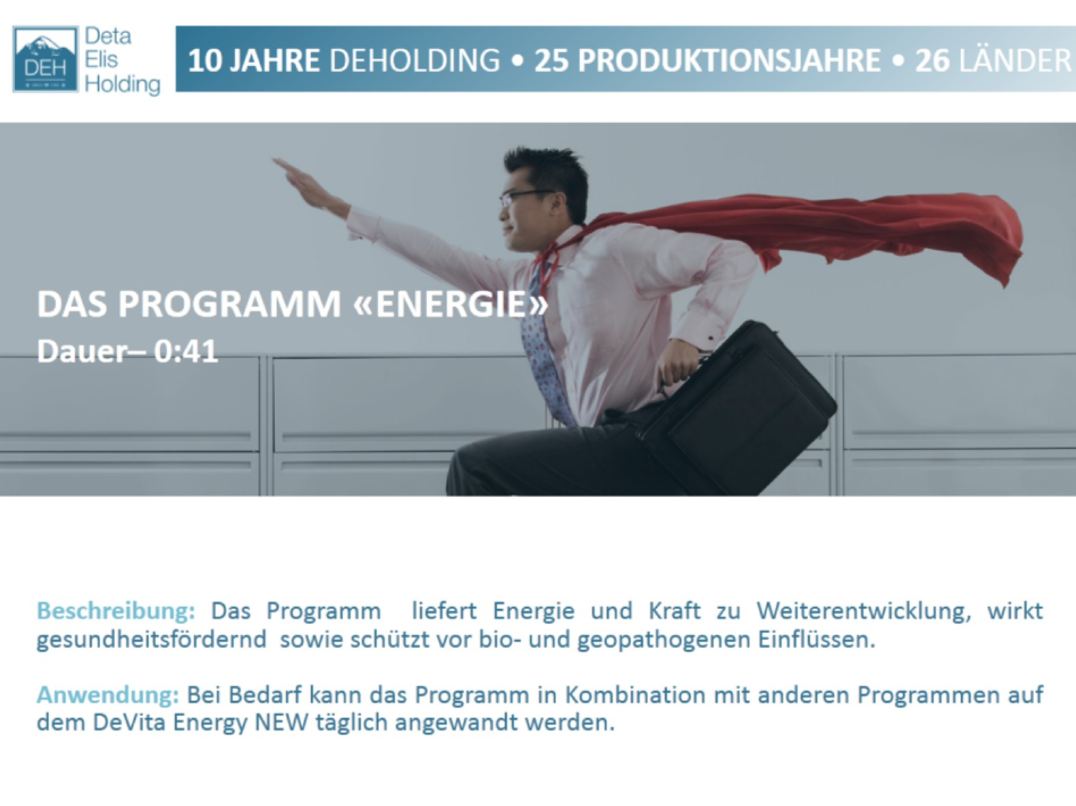 Deta
Elis
Holding
DEH
10 JAHRE DEHOLDING • 25 PRODUKTIONSJAHRE • 26 LÄNDER
DAS PROGRAMM «ENERGIE»
Dauer– 0:41
Beschreibung: Das Programm liefert Energie und Kraft zu Weiterentwicklung, wirkt
gesundheitsfördernd sowie schützt vor bio- und geopathogenen Einflüssen.
Anwendung: Bei Bedarf kann das Programm in Kombination mit anderen Programmen auf
dem DeVita Energy NEW täglich angewandt werden.